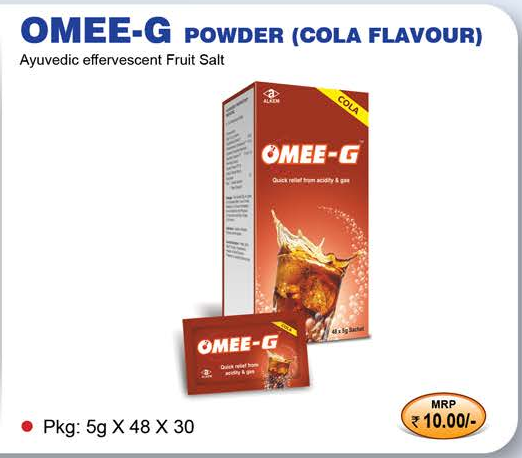 OMEE-G POWDER (COLA FLAVOUR)
Ayuvedic effervescent Fruit Salt
COLA
ALKEM
OMEE-G
Quick relief from acidity & gas
48 x 5g Sachet
COLA
OMEE-G
Quick relief from
acidity & gas
ALKEM
Pkg: 5g X 48 X 30
MRP
₹ 10.00/-